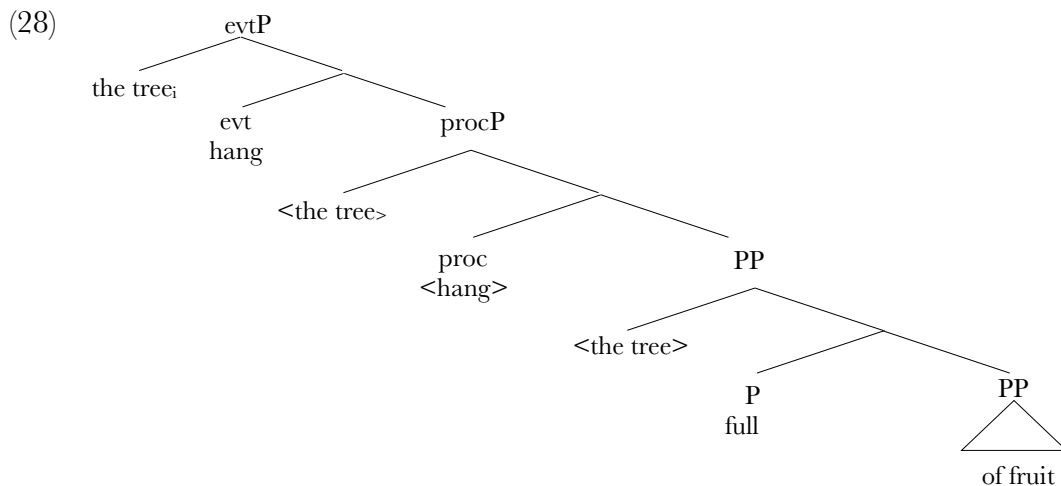 (28)
evtP
the treeᵢ
evt
hang
procP
<the tree>
proc
<hang>
PP
<the tree>
P
full
PP
of fruit